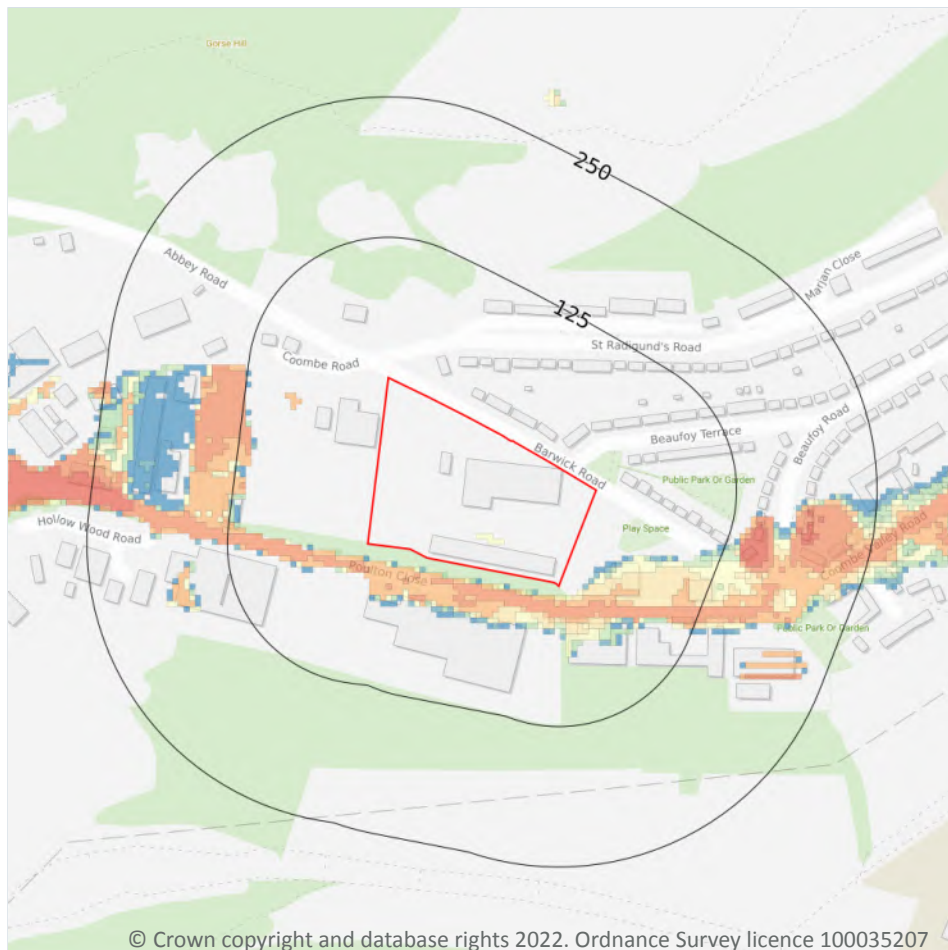 Gorse Hill
250
Abbey Road
Marjan Close
125
St Radigund's Road
Coombe Road
Beaufoy Road
Beaufoy Terrace
Barwick Road
Public Park Or Garden
Hollow Wood Road
Play Space
Coombe Valley Road
Poulton Close
Public Park Or Garden
© Crown copyright and database rights 2022. Ordnance Survey licence 100035207